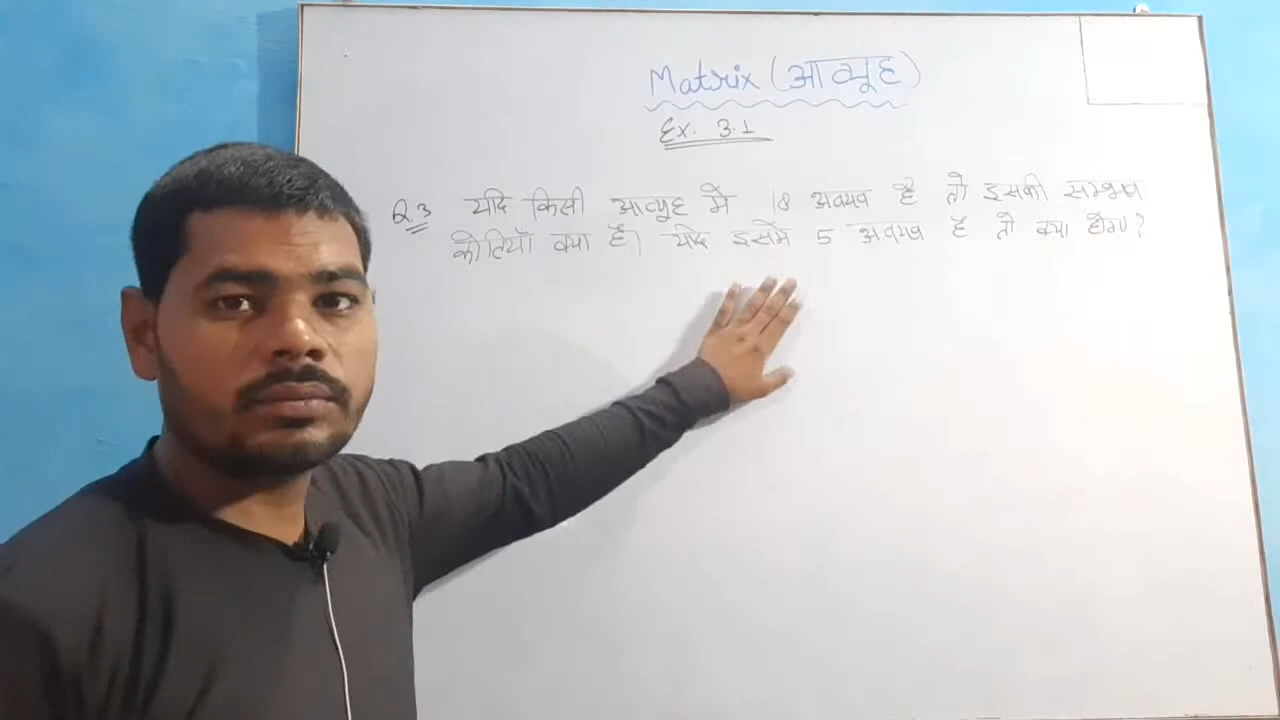 Matrix (आव्यूह)
Ex. 3.1
Q.3 यदि किसी आव्यूह में 18 अवयव है तो इसकी सम्भव
कोटियाँ क्या है। यदि इसमें 5 अवयव है तो क्या होगा?